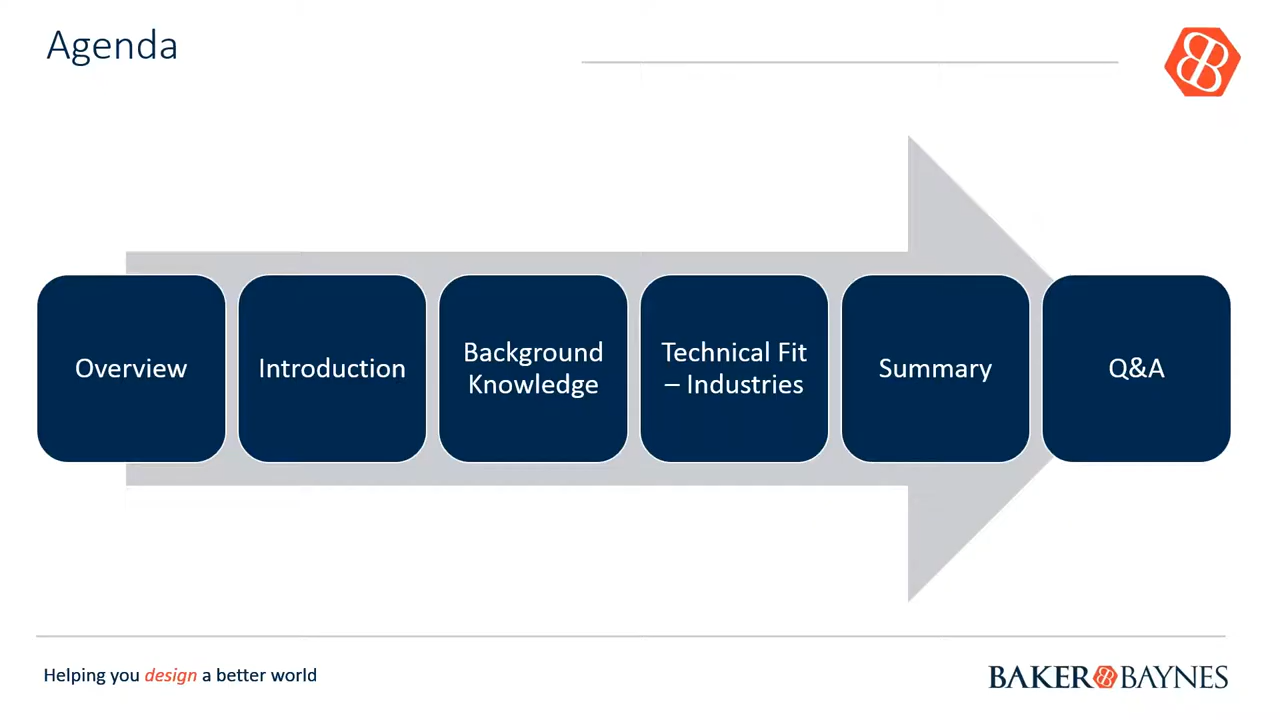 Agenda
Overview
Introduction
Background
Knowledge
Technical Fit
– Industries
Summary
Q&A
Helping you design a better world
BAKER BAYNES